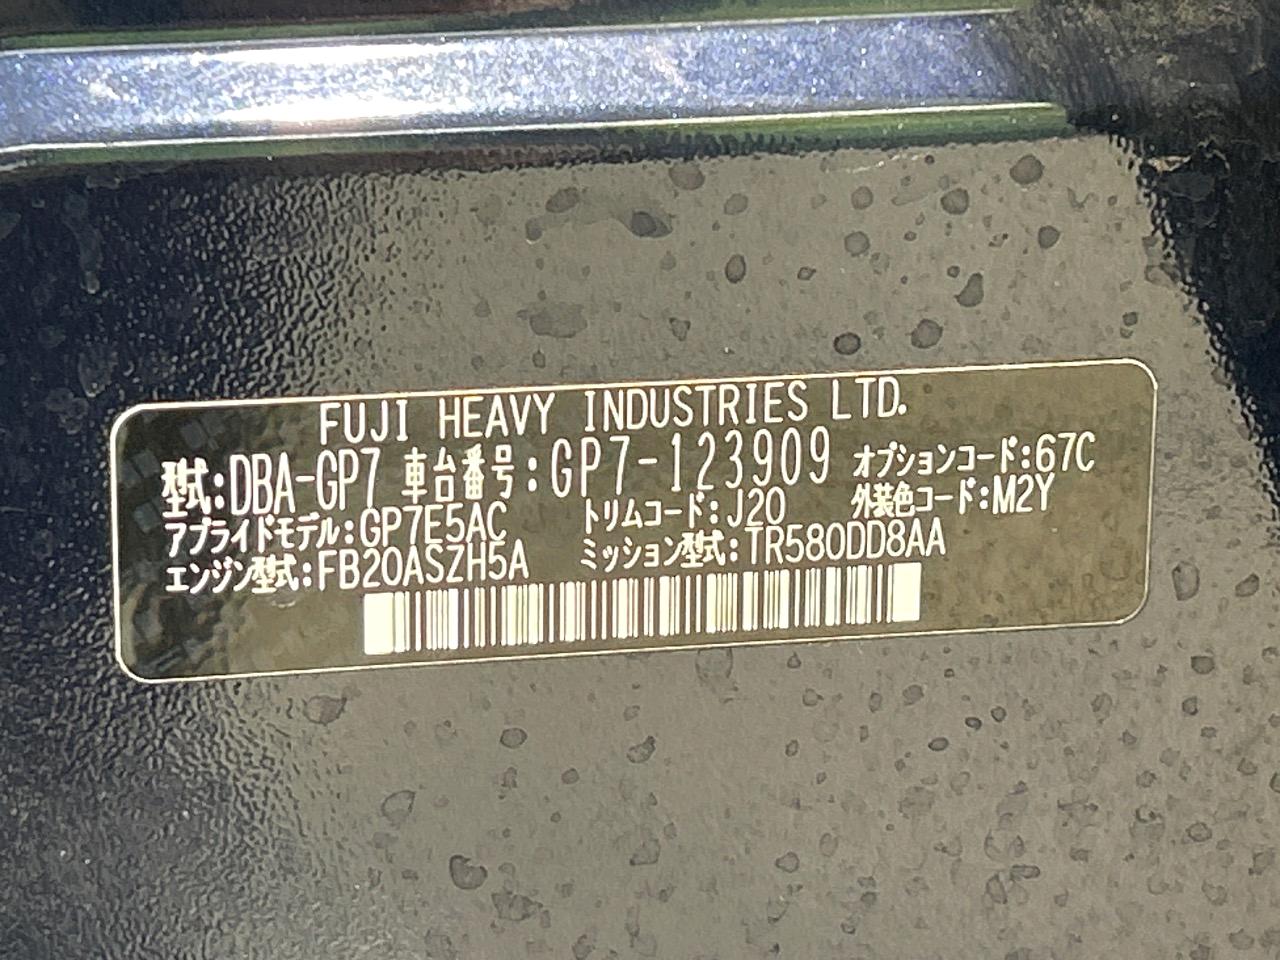 FUJI HEAVY INDUSTRIES LTD.
型式:DBA-GP7 車台番号:GP7-123909 オプションコード:67C
アプライドモデル:GP7E5AC トリムコード:J20 外装色コード:M2Y
エンジン型式:FB20ASZH5A ミッション型式:TR580DD8AA